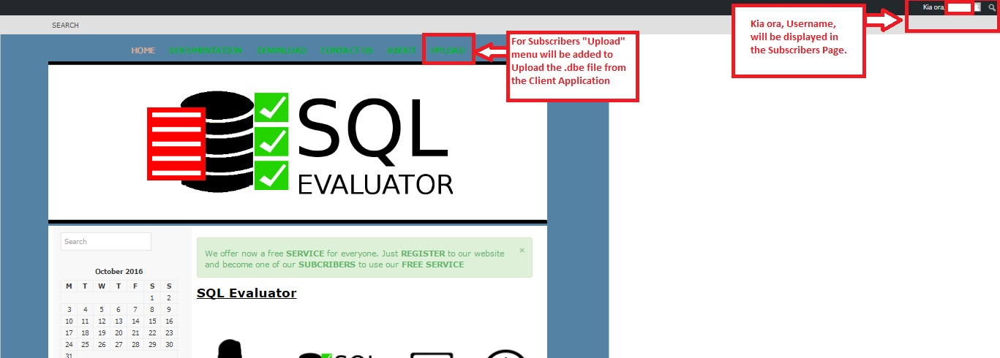 Kia ora,
SEARCH
Kia ora, Username,
will be displayed in
the Subscribers Page.
HOME DOCUMENTATION DOWNLOAD CONTACT US ABOUT UPLOAD
For Subscribers "Upload"
menu will be added to
Upload the .dbe file from
the Client Application
SQL
EVALUATOR
Search
We offer now a free SERVICE for everyone. Just REGISTER to our website
and become one of our SUBCRIBERS to use our FREE SERVICE
×
SQL Evaluator
October 2016
M T W T F S S
1 2
3 4 5 6 7 8 9
10 11 12 13 14 15 16
17 18 19 20 21 22 23
24 25 26 27 28 29 30
31
SQL